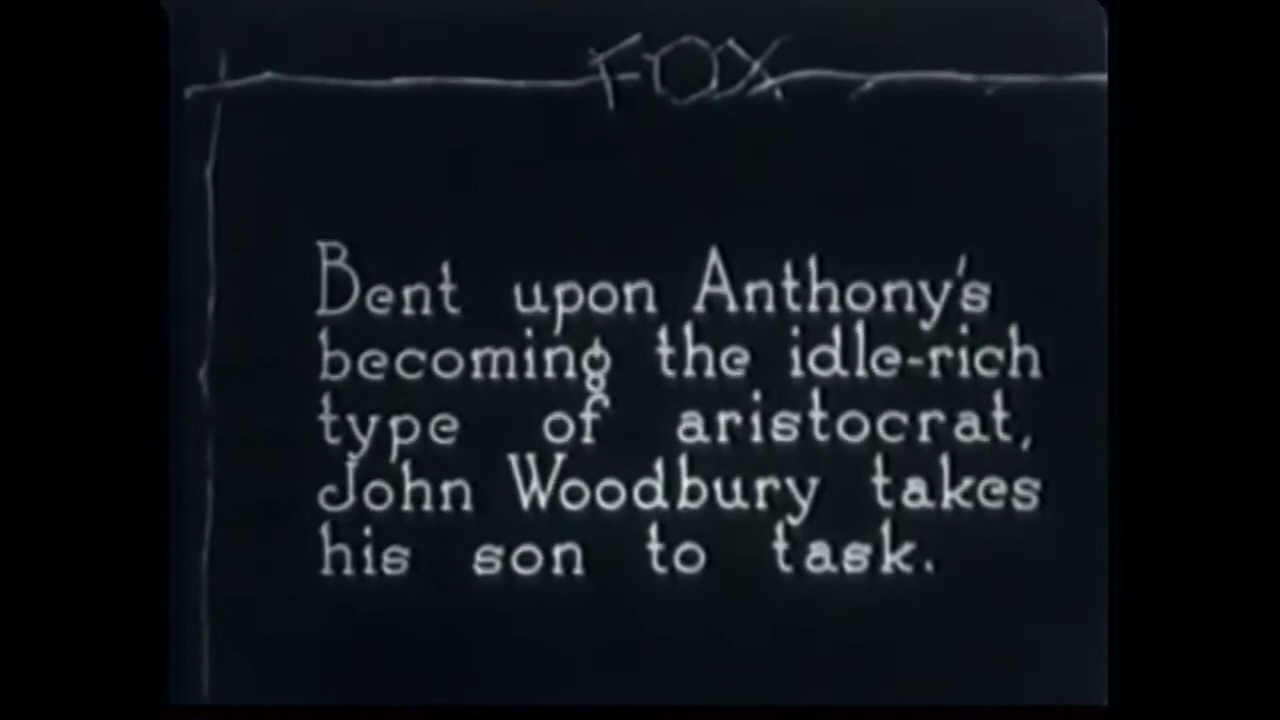 FOX
Bent upon Anthony's
becoming the idle-rich
type of aristocrat,
John Woodbury takes
his son to task.